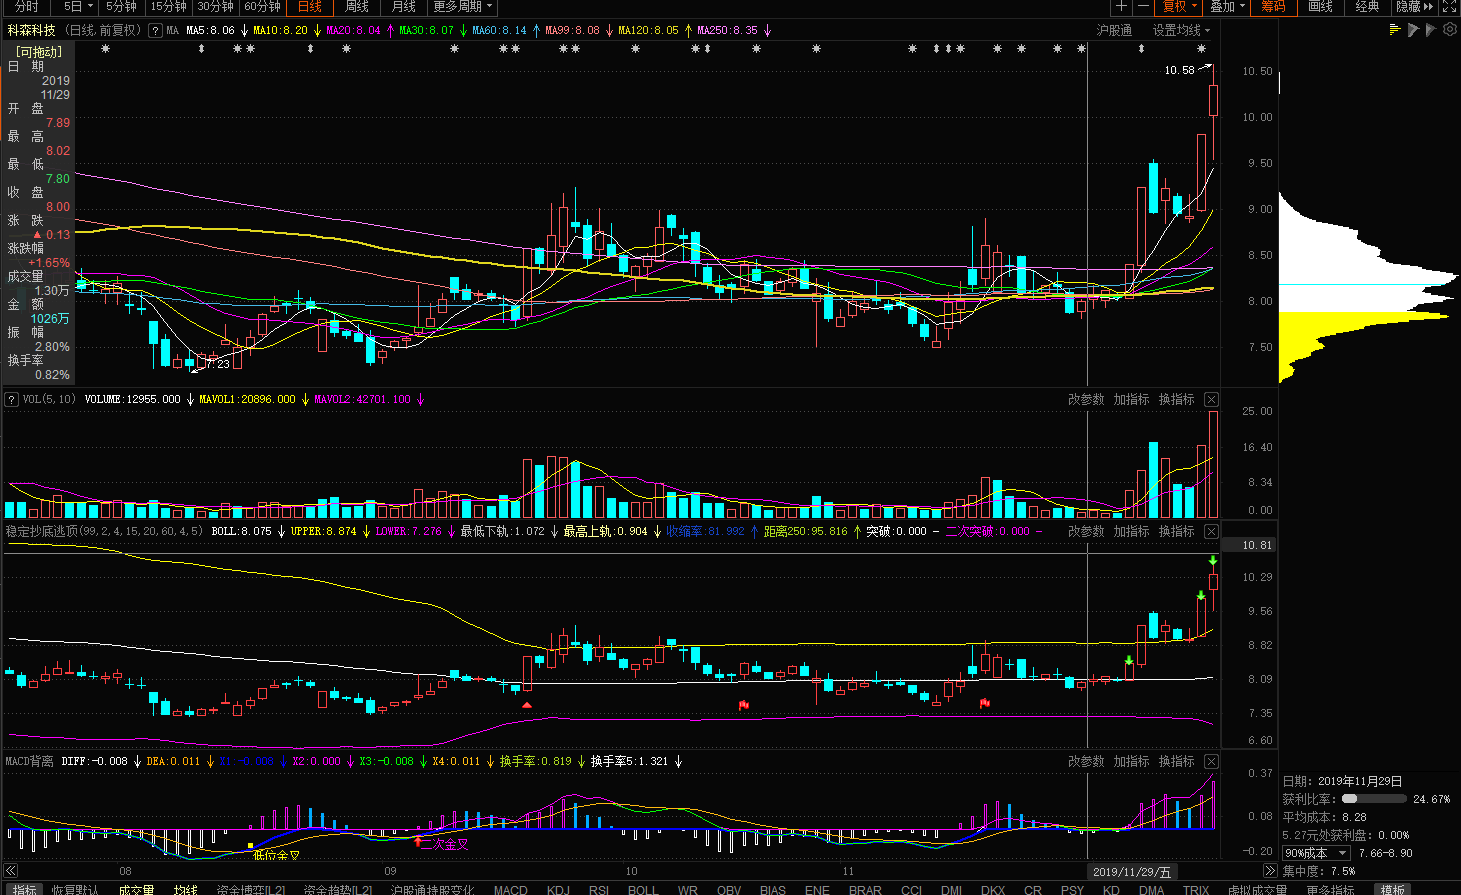 分时 5日 5分钟 15分钟 30分钟 60分钟 日线 周线 月线 更多周期 复权 叠加 筹码 画线 经典 隐藏
科森科技 (日线,前复权) ? MA MA5:8.06 ↓ MA10:8.20 ↓ MA20:8.04 ↑ MA30:8.07 ↓ MA60:8.14 ↑ MA99:8.08 ↓ MA120:8.05 ↑ MA250:8.35 ↓ 沪股通 设置均线
[可拖动]
日 期
2019
11/29
开 盘
7.89
最 高
8.02
最 低
7.80
收 盘
8.00
涨 跌
▲ 0.13
涨跌幅
+1.65%
成交量
1.30万
金 额
1026万
振 幅
2.80%
换手率
0.82%
10.58
7.23
10.50
10.00
9.50
9.00
8.50
8.00
7.50
? VOL(5,10) VOLUME:12955.000 ↓ MAVOL1:20896.000 ↓ MAVOL2:42701.100 ↓ 改参数 加指标 换指标
25.00
16.40
8.34
0.00
稳定抄底逃顶(99,2,4,15,20,60,4,5) BOLL:8.075 ↓ UPPER:8.874 ↓ LOWER:7.276 ↓ 最低下轨:1.072 ↓ 最高上轨:0.904 ↓ 收缩率:81.992 ↑ 距离250:95.816 ↑ 突破:0.000 − 二次突破:0.000 − 改参数 加指标 换指标
10.81
10.29
9.56
8.82
8.09
7.35
6.60
MACD背离 DIFF:-0.008 ↓ DEA:0.011 ↓ X1:-0.008 ↓ X2:0.000 ↓ X3:-0.008 ↓ X4:0.011 ↓ 换手率:0.819 ↓ 换手率5:1.321 ↓ 改参数 加指标 换指标
0.37
0.08
-0.20
低位金叉
二次金叉
08 09 10 11 2019/11/29/五
日期: 2019年11月29日
获利比率: 24.67%
平均成本: 8.28
5.27元处获利盘: 0.00%
90%成本 7.66-8.90
集中度: 7.5%
指标 恢复默认 成交量 均线 资金博弈[L2] 资金趋势[L2] 沪股通持股变化 MACD KDJ RSI BOLL WR OBV BIAS ENE BRAR CCI DMI DKX CR PSY KD DMA TRIX 虚拟成交量 更多指标 模板